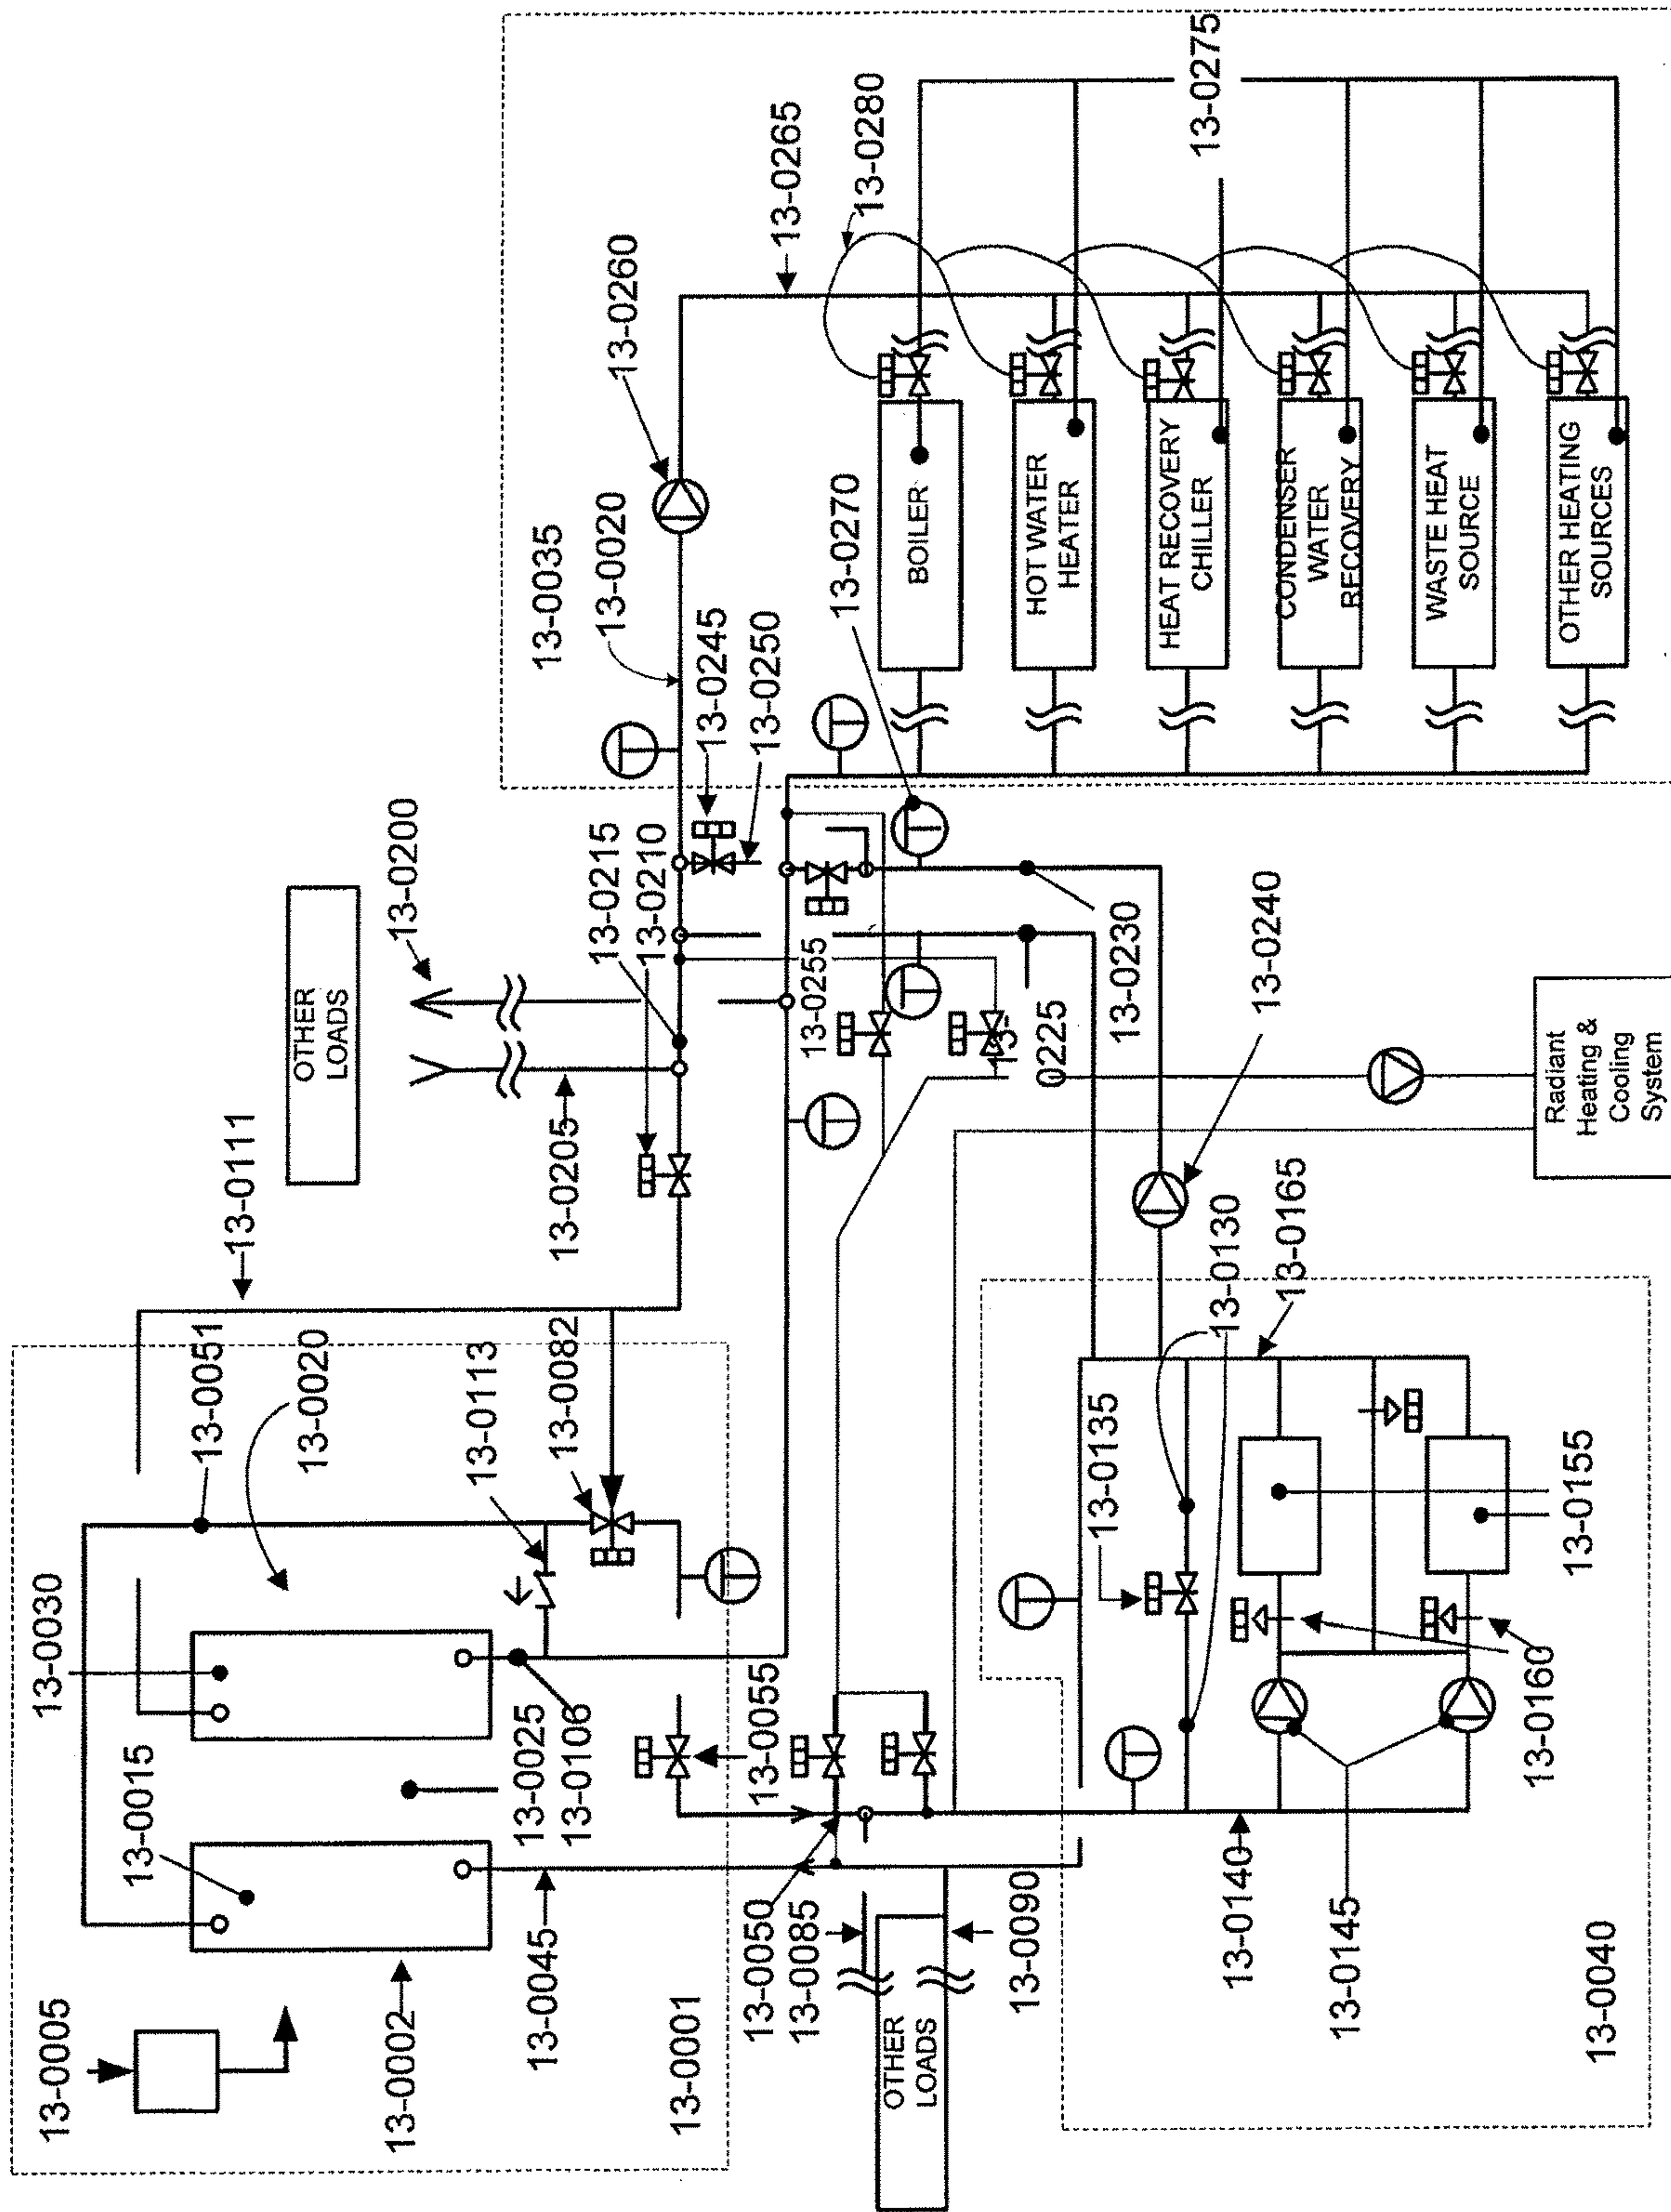 13-0005
13-0015
13-0030
13-0002
13-0045
13-0001
13-0025
13-0106
13-0051
13-0020
13-0113
13-0082
13-0055
13-0111
OTHER
LOADS
13-0200
13-0205
13-0215
13-0210
13-0035
13-0020
13-0245
13-0250
13-0260
13-0265
13-0280
13-0275
13-0270
BOILER
HOT WATER
HEATER
HEAT RECOVERY
CHILLER
CONDENSER
WATER
RECOVERY
WASTE HEAT
SOURCE
OTHER HEATING
SOURCES
13-0255
13-
0225
13-0230
13-0240
Radiant
Heating &
Cooling
System
13-0050
13-0085
OTHER
LOADS
13-0090
13-0135
13-0130
13-0165
13-0140
13-0145
13-0160
13-0155
13-0040
T
T
T
T
T
T
T
T